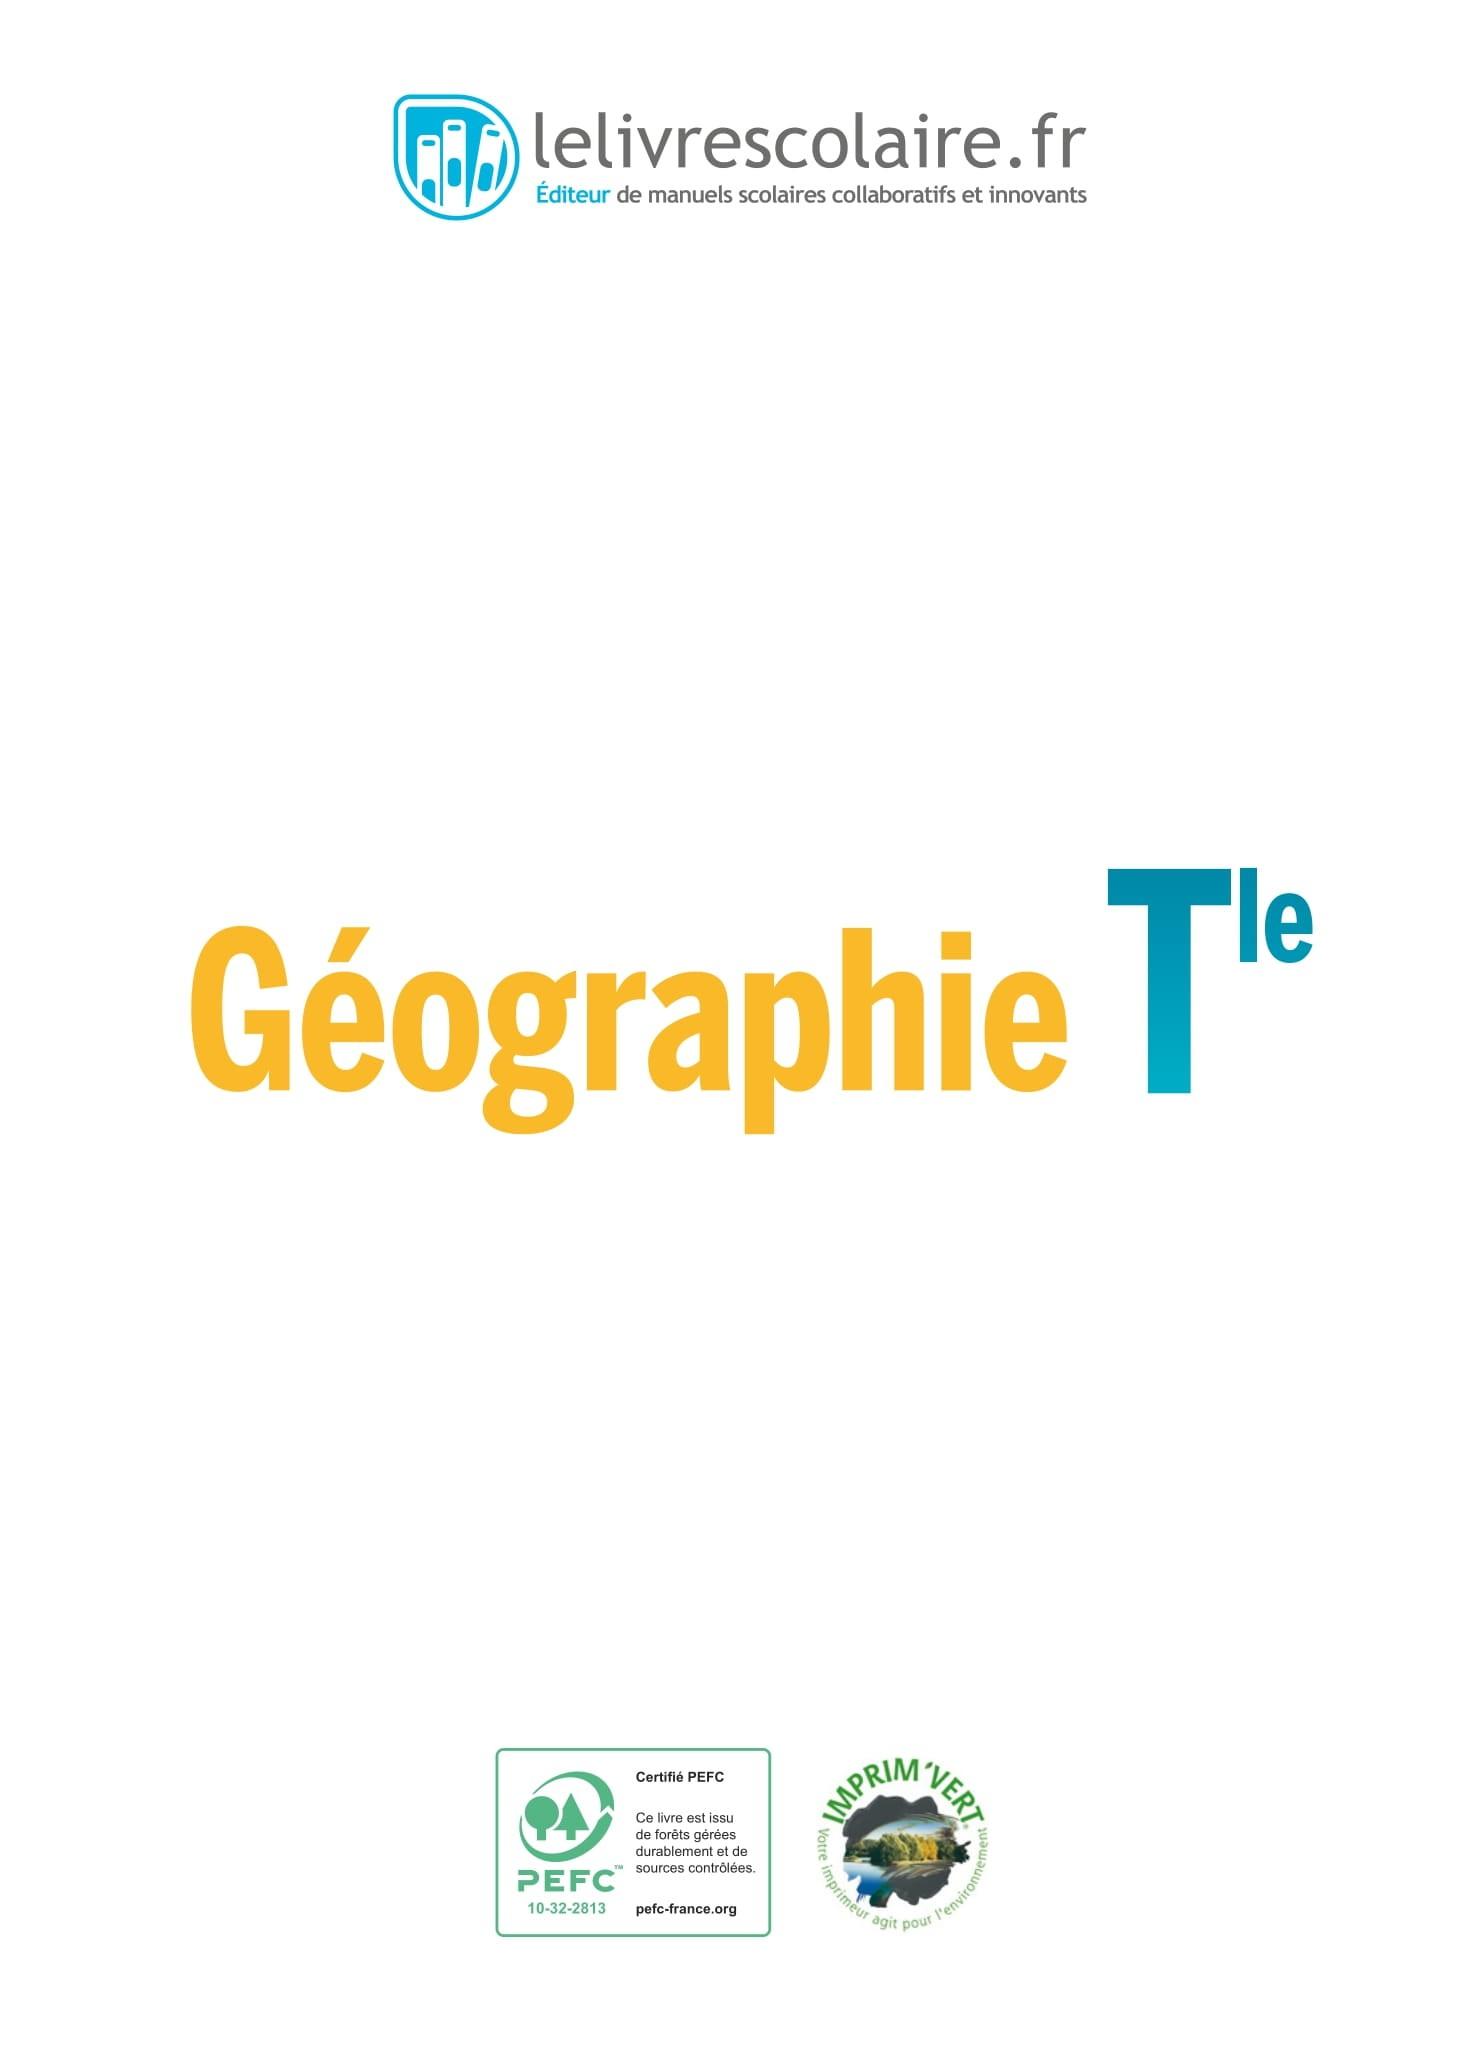 lelivrescolaire.fr
Éditeur de manuels scolaires collaboratifs et innovants
Géographie Tle
Certifié PEFC
Ce livre est issu
de forêts gérées
durablement et de
sources contrôlées.
pefc-france.org
PEFC™
10-32-2813
IMPRIM'VERT®
Votre imprimeur agit pour l'environnement